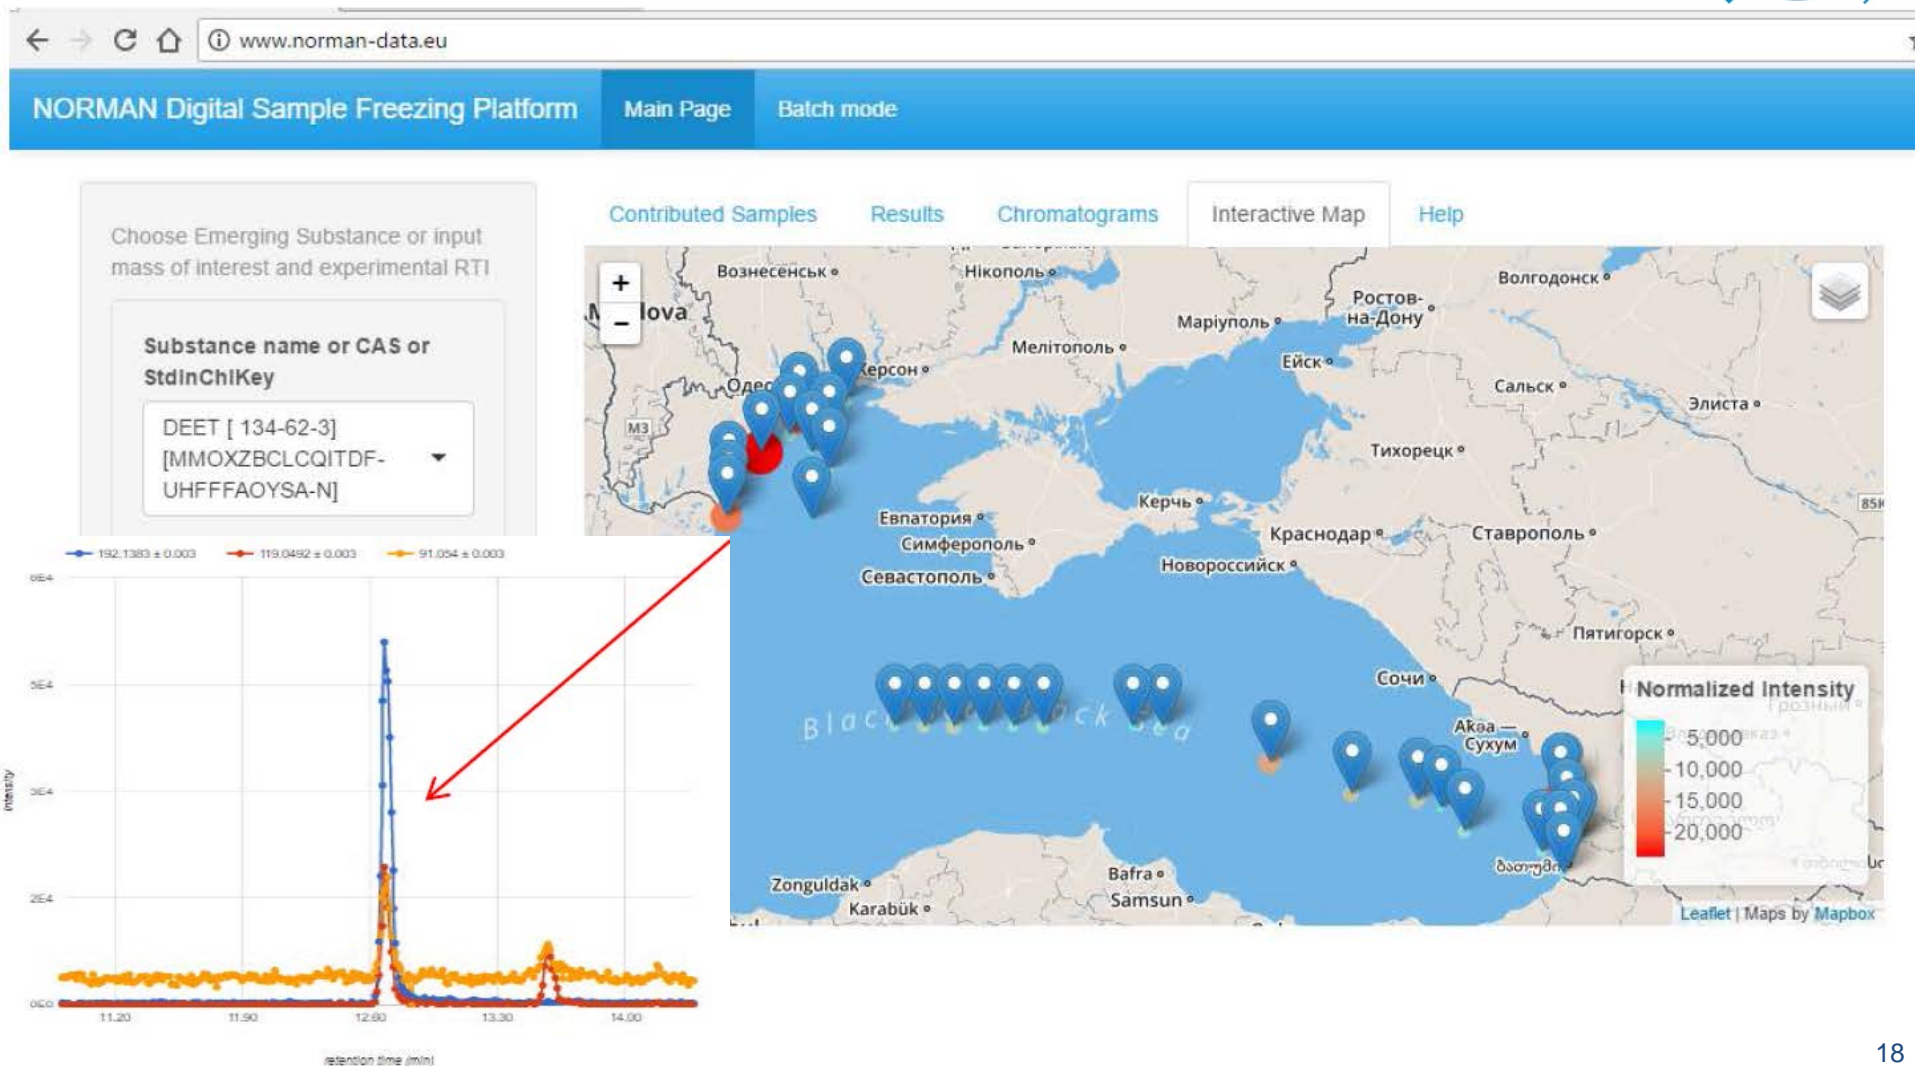 www.norman-data.eu
NORMAN Digital Sample Freezing Platform
Main Page
Batch mode
Choose Emerging Substance or input
mass of interest and experimental RTI
Substance name or CAS or
StdInChIKey
DEET [ 134-62-3]
[MMOXZBCLCQITDF-
UHFFFAOYSA-N]
Contributed Samples
Results
Chromatograms
Interactive Map
Help
+
−
Вознесенськ
Нікополь
Волгодонск
Ростов-
на-Дону
Маріуполь
Мелітополь
Ейск
Сальск
Элиста
М3
Тихорецк
Керчь
Евпатория
Симферополь
Севастополь
Краснодар
Ставрополь
Новороссийск
Пятигорск
Сочи
Аҟəа —
Сухум
Zonguldak
Karabük
Bafra
Samsun
Normalized Intensity
5,000
10,000
15,000
20,000
Leaflet | Maps by Mapbox
192.1383 ± 0.003
119.0492 ± 0.003
91.054 ± 0.003
intensity
5E4
3E4
2E4
0E0
11.20
11.90
12.60
13.30
14.00
retention time (min)
18